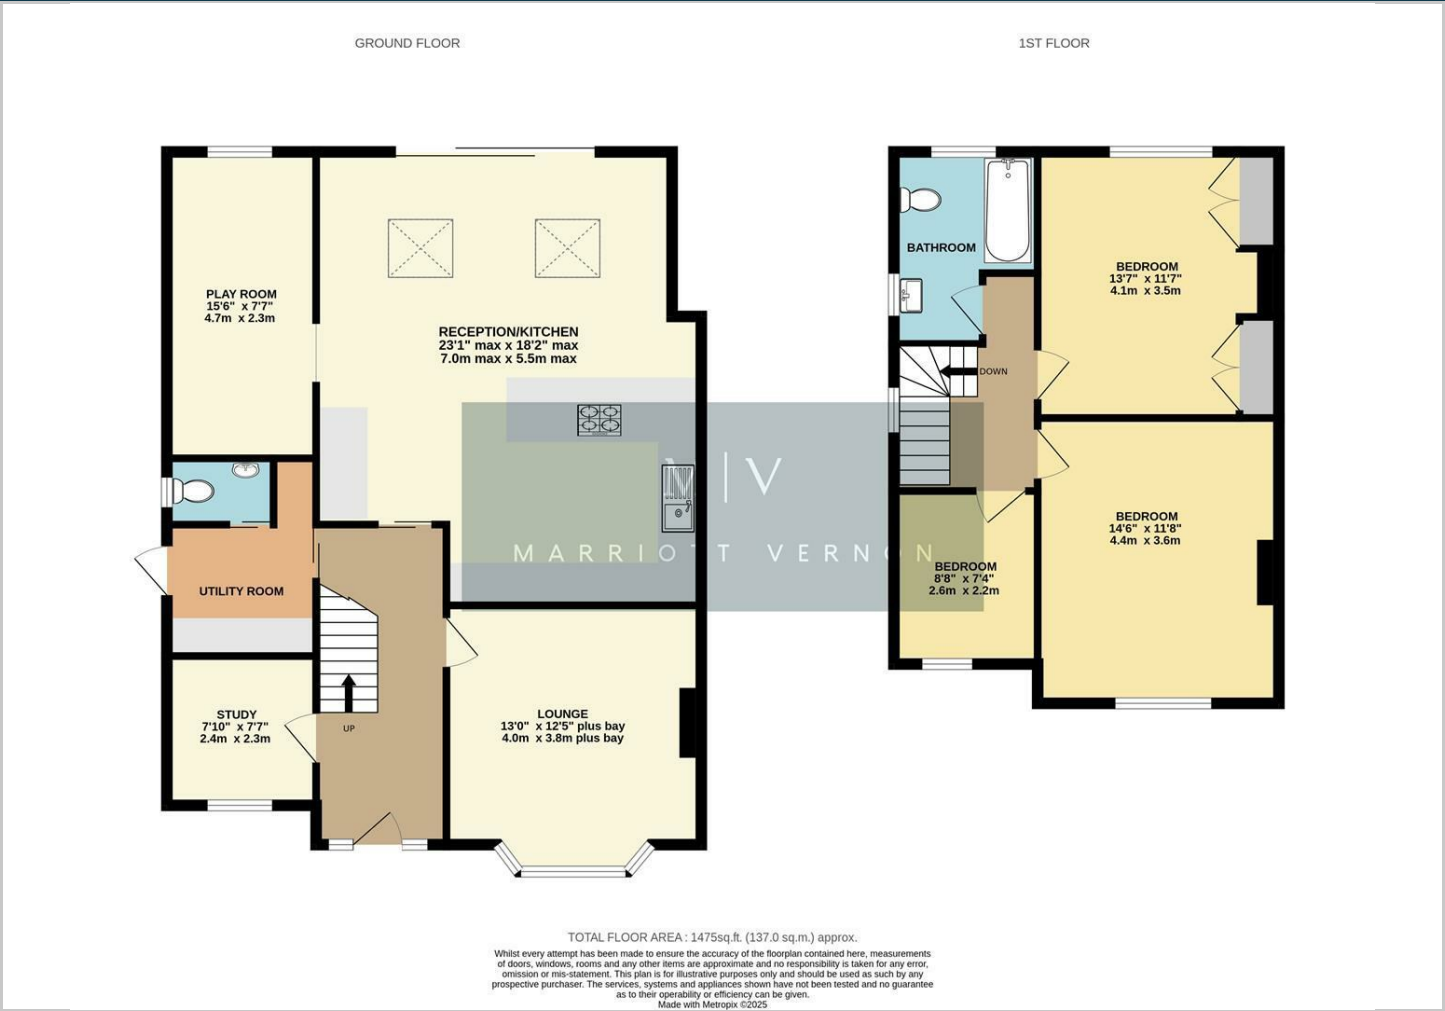 GROUND FLOOR
1ST FLOOR
PLAY ROOM
15'6" x 7'7"
4.7m x 2.3m
RECEPTION/KITCHEN
23'1" max x 18'2" max
7.0m max x 5.5m max
UTILITY ROOM
STUDY
7'10" x 7'7"
2.4m x 2.3m
UP
LOUNGE
13'0" x 12'5" plus bay
4.0m x 3.8m plus bay
BATHROOM
BEDROOM
13'7" x 11'7"
4.1m x 3.5m
DOWN
BEDROOM
14'6" x 11'8"
4.4m x 3.6m
BEDROOM
8'8" x 7'4"
2.6m x 2.2m
M|V
MARRIOTT VERNON
TOTAL FLOOR AREA : 1475sq.ft. (137.0 sq.m.) approx.
Whilst every attempt has been made to ensure the accuracy of the floorplan contained here, measurements
of doors, windows, rooms and any other items are approximate and no responsibility is taken for any error,
omission or mis-statement. This plan is for illustrative purposes only and should be used as such by any
prospective purchaser. The services, systems and appliances shown have not been tested and no guarantee
as to their operability or efficiency can be given.
Made with Metropix ©2025